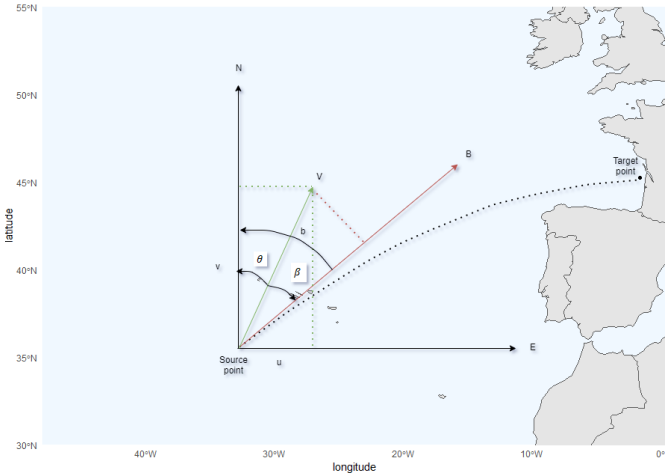 55°N
N
50°N
B
Target
point
V
45°N
b
θ
β
v
40°N
latitude
35°N
E
Source
point
u
30°N
40°W
30°W
20°W
10°W
0°
longitude